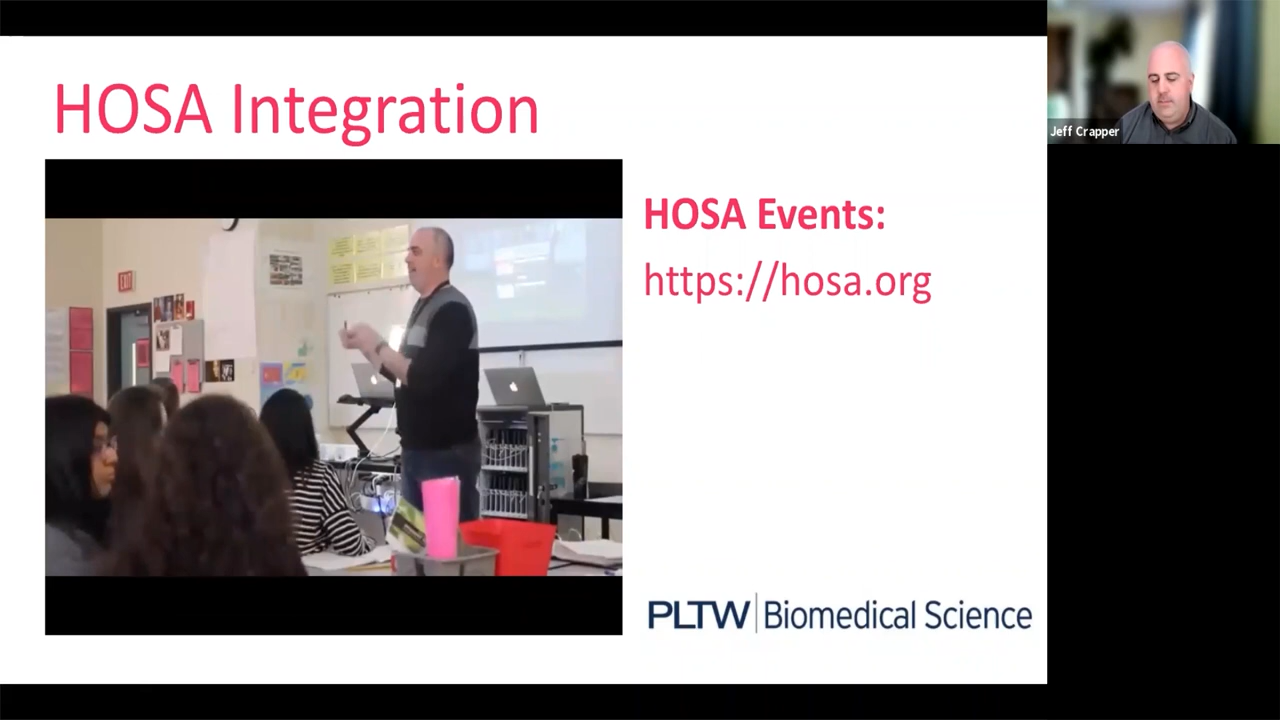 HOSA Integration
Jeff Crapper
HOSA Events:
https://hosa.org
EXIT
PLTW | Biomedical Science